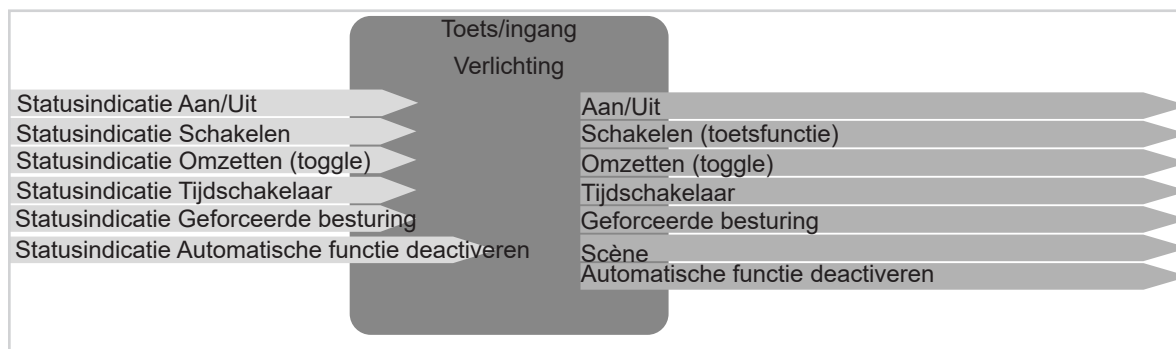 Toets/ingang
Verlichting
Statusindicatie Aan/Uit
Statusindicatie Schakelen
Statusindicatie Omzetten (toggle)
Statusindicatie Tijdschakelaar
Statusindicatie Geforceerde besturing
Statusindicatie Automatische functie deactiveren
Aan/Uit
Schakelen (toetsfunctie)
Omzetten (toggle)
Tijdschakelaar
Geforceerde besturing
Scène
Automatische functie deactiveren